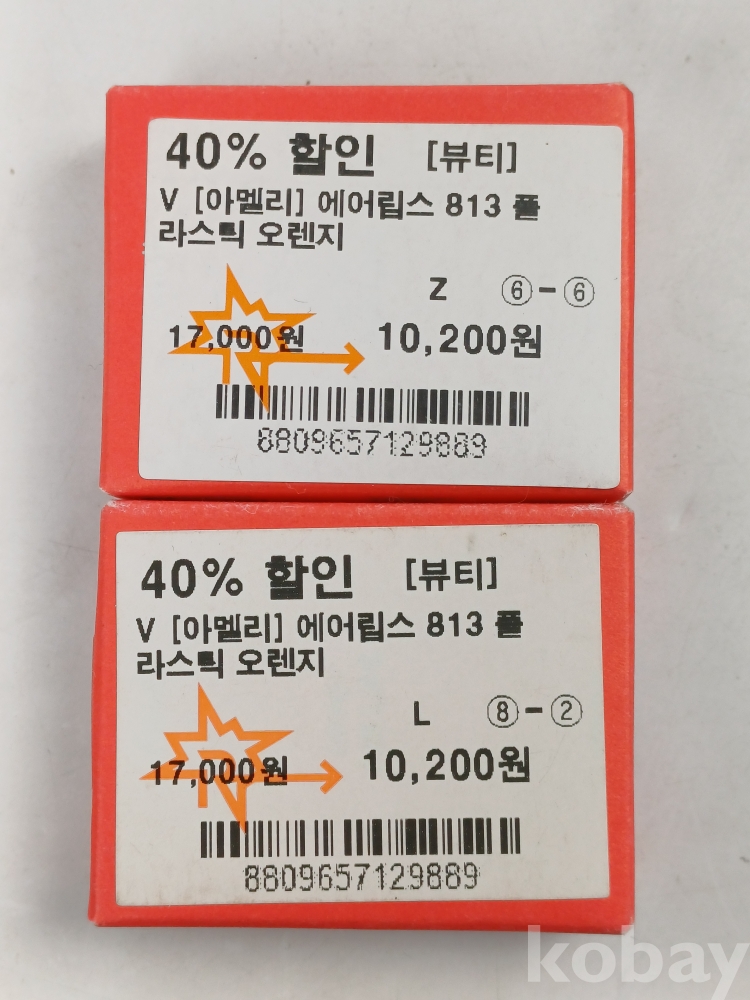 40% 할인 [뷰티]
V [아멜리] 에어립스 813 플
라스틱 오렌지
Z ⑥-⑥
17,000원 10,200원
8809657129889
40% 할인 [뷰티]
V [아멜리] 에어립스 813 플
라스틱 오렌지
L ⑧-②
17,000원 10,200원
8809657129889
kobay